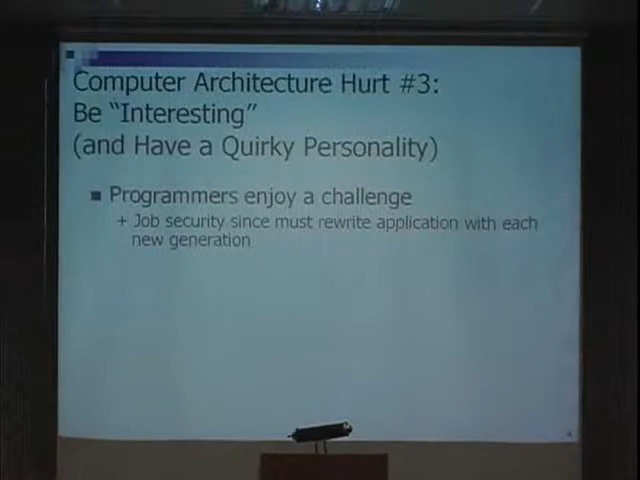 Computer Architecture Hurt #3:
Be “Interesting”
(and Have a Quirky Personality)
Programmers enjoy a challenge
+ Job security since must rewrite application with each
new generation